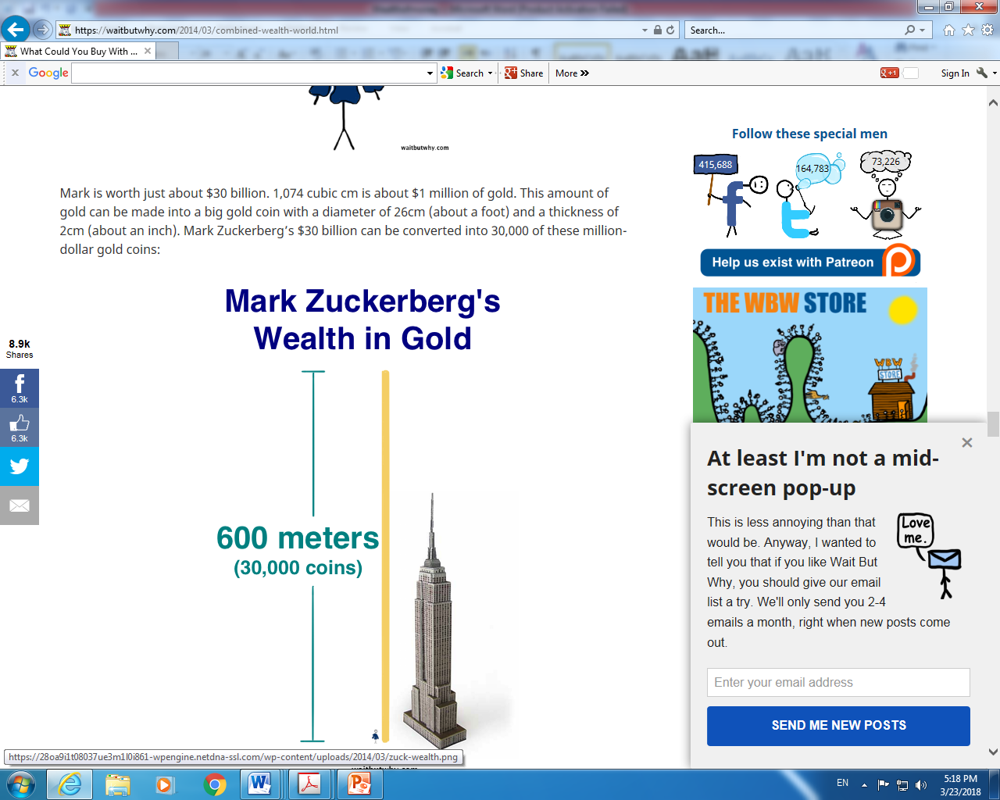 https://waitbutwhy.com/2014/03/combined-wealth-world.html
Search...
What Could You Buy With ...
x Google
Search
Share
More »
+1
Sign In
waitbutwhy.com
Mark is worth just about $30 billion. 1,074 cubic cm is about $1 million of gold. This amount of
gold can be made into a big gold coin with a diameter of 26cm (about a foot) and a thickness of
2cm (about an inch). Mark Zuckerberg’s $30 billion can be converted into 30,000 of these million-
dollar gold coins:
Mark Zuckerberg's
Wealth in Gold
600 meters
(30,000 coins)
8.9k
Shares
6.3k
6.3k
Follow these special men
415,688
164,783
73,226
Help us exist with Patreon
THE WBW STORE
WBW
STORE
At least I'm not a mid-
screen pop-up
This is less annoying than that
would be. Anyway, I wanted to
tell you that if you like Wait But
Why, you should give our email
list a try. We'll only send you 2-4
emails a month, right when new posts come
out.
Love
me.
Enter your email address
SEND ME NEW POSTS
https://28oa9i1t08037ue3m1l0i861-wpengine.netdna-ssl.com/wp-content/uploads/2014/03/zuck-wealth.png
EN
5:18 PM
3/23/2018